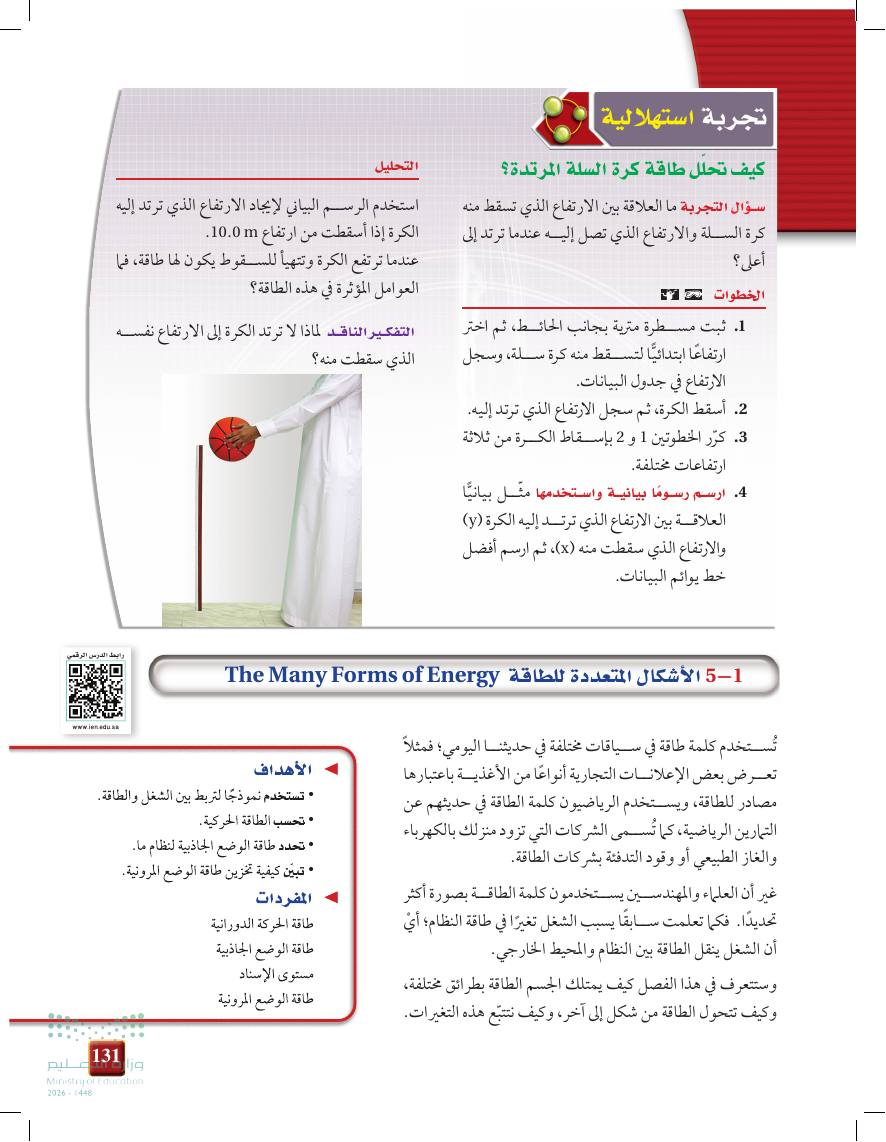 تجربة استهلالية
كيف تحلّل طاقة كرة السلة المرتدة؟
سؤال التجربة ما العلاقة بين الارتفاع الذي تسقط منه
كرة السلة والارتفاع الذي تصل إليه عندما ترتد إلى
أعلى؟
الخطوات
1. ثبت مسطرة مترية بجانب الحائط، ثم اختر
ارتفاعًا ابتدائيًّا لتسقط منه كرة سلة، وسجل
الارتفاع في جدول البيانات.
2. أسقط الكرة، ثم سجل الارتفاع الذي ترتد إليه.
3. كرّر الخطوتين 1 و 2 بإسقاط الكرة من ثلاثة
ارتفاعات مختلفة.
4. ارسم رسومًا بيانية واستخدمها مثّل بيانيًّا
العلاقة بين الارتفاع الذي ترتد إليه الكرة (y)
والارتفاع الذي سقطت منه (x)، ثم ارسم أفضل
خط يوائم البيانات.
التحليل
استخدم الرسم البياني لإيجاد الارتفاع الذي ترتد إليه
الكرة إذا أسقطت من ارتفاع 10.0 m.
عندما ترتفع الكرة وتتهيأ للسقوط يكون لها طاقة، فما
العوامل المؤثرة في هذه الطاقة؟
التفكير الناقد لماذا لا ترتد الكرة إلى الارتفاع نفسه
الذي سقطت منه؟
5–1 الأشكال المتعددة للطاقة The Many Forms of Energy
رابط الدرس الرقمي
www.ien.edu.sa
تُستخدم كلمة طاقة في سياقات مختلفة في حديثنا اليومي؛ فمثلاً
تعرض بعض الإعلانات التجارية أنواعًا من الأغذية باعتبارها
مصادر للطاقة، ويستخدم الرياضيون كلمة الطاقة في حديثهم عن
التمارين الرياضية، كما تُسمى الشركات التي تزود منزلك بالكهرباء
والغاز الطبيعي أو وقود التدفئة بشركات الطاقة.
غير أن العلماء والمهندسين يستخدمون كلمة الطاقة بصورة أكثر
تحديدًا. فكما تعلمت سابقًا يسبب الشغل تغيرًا في طاقة النظام؛ أيْ
أن الشغل ينقل الطاقة بين النظام والمحيط الخارجي.
وستتعرف في هذا الفصل كيف يمتلك الجسم الطاقة بطرائق مختلفة،
وكيف تتحول الطاقة من شكل إلى آخر، وكيف نتتبّع هذه التغيرات.
الأهداف
• تستخدم نموذجًا لتربط بين الشغل والطاقة.
• تحسب الطاقة الحركية.
• تحدد طاقة الوضع الجاذبية لنظام ما.
• تبيّن كيفية تخزين طاقة الوضع المرونية.
المفردات
طاقة الحركة الدورانية
طاقة الوضع الجاذبية
مستوى الإسناد
طاقة الوضع المرونية
131
وزارة التعليم
Ministry of Education
2026 - 1448